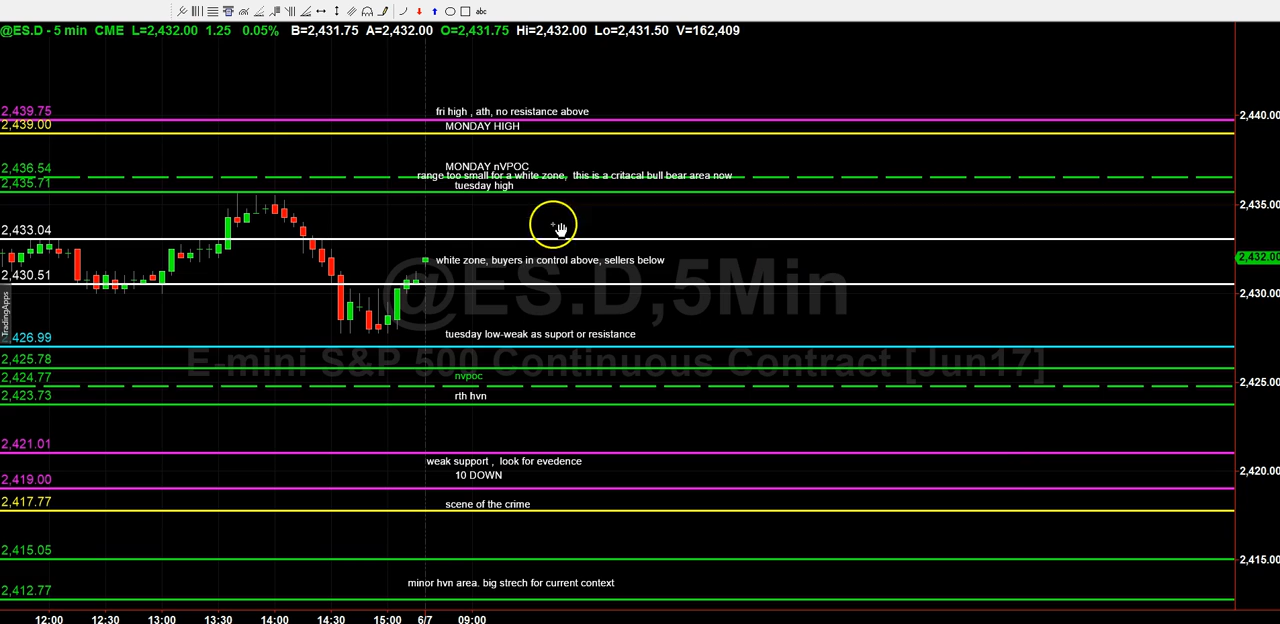 abc
@ES.D - 5 min CME L=2,432.00 1.25 0.05% B=2,431.75 A=2,432.00 O=2,431.75 Hi=2,432.00 Lo=2,431.50 V=162,409
2,439.75 fri high , ath, no resistance above 2,440.00
2,439.00 MONDAY HIGH
2,436.54 MONDAY nVPOC
range too small for a white zone, this is a critacal bull bear area now
2,435.71 tuesday high
2,435.00
2,433.04
white zone, buyers in control above, sellers below 2,432.00
2,430.51
@ES.D,5Min 2,430.00
TradingApps
tuesday low-weak as suport or resistance
2,426.99
2,425.78 E-mini S&P 500 Continuous Contract [Jun17]
2,424.77 nvpoc 2,425.00
2,423.73 rth hvn
2,421.01
weak support , look for evedence
2,420.00
2,419.00 10 DOWN
2,417.77 scene of the crime
2,415.05 2,415.00
minor hvn area. big strech for current context
2,412.77
12:00 12:30 13:00 13:30 14:00 14:30 15:00 6/7 09:00